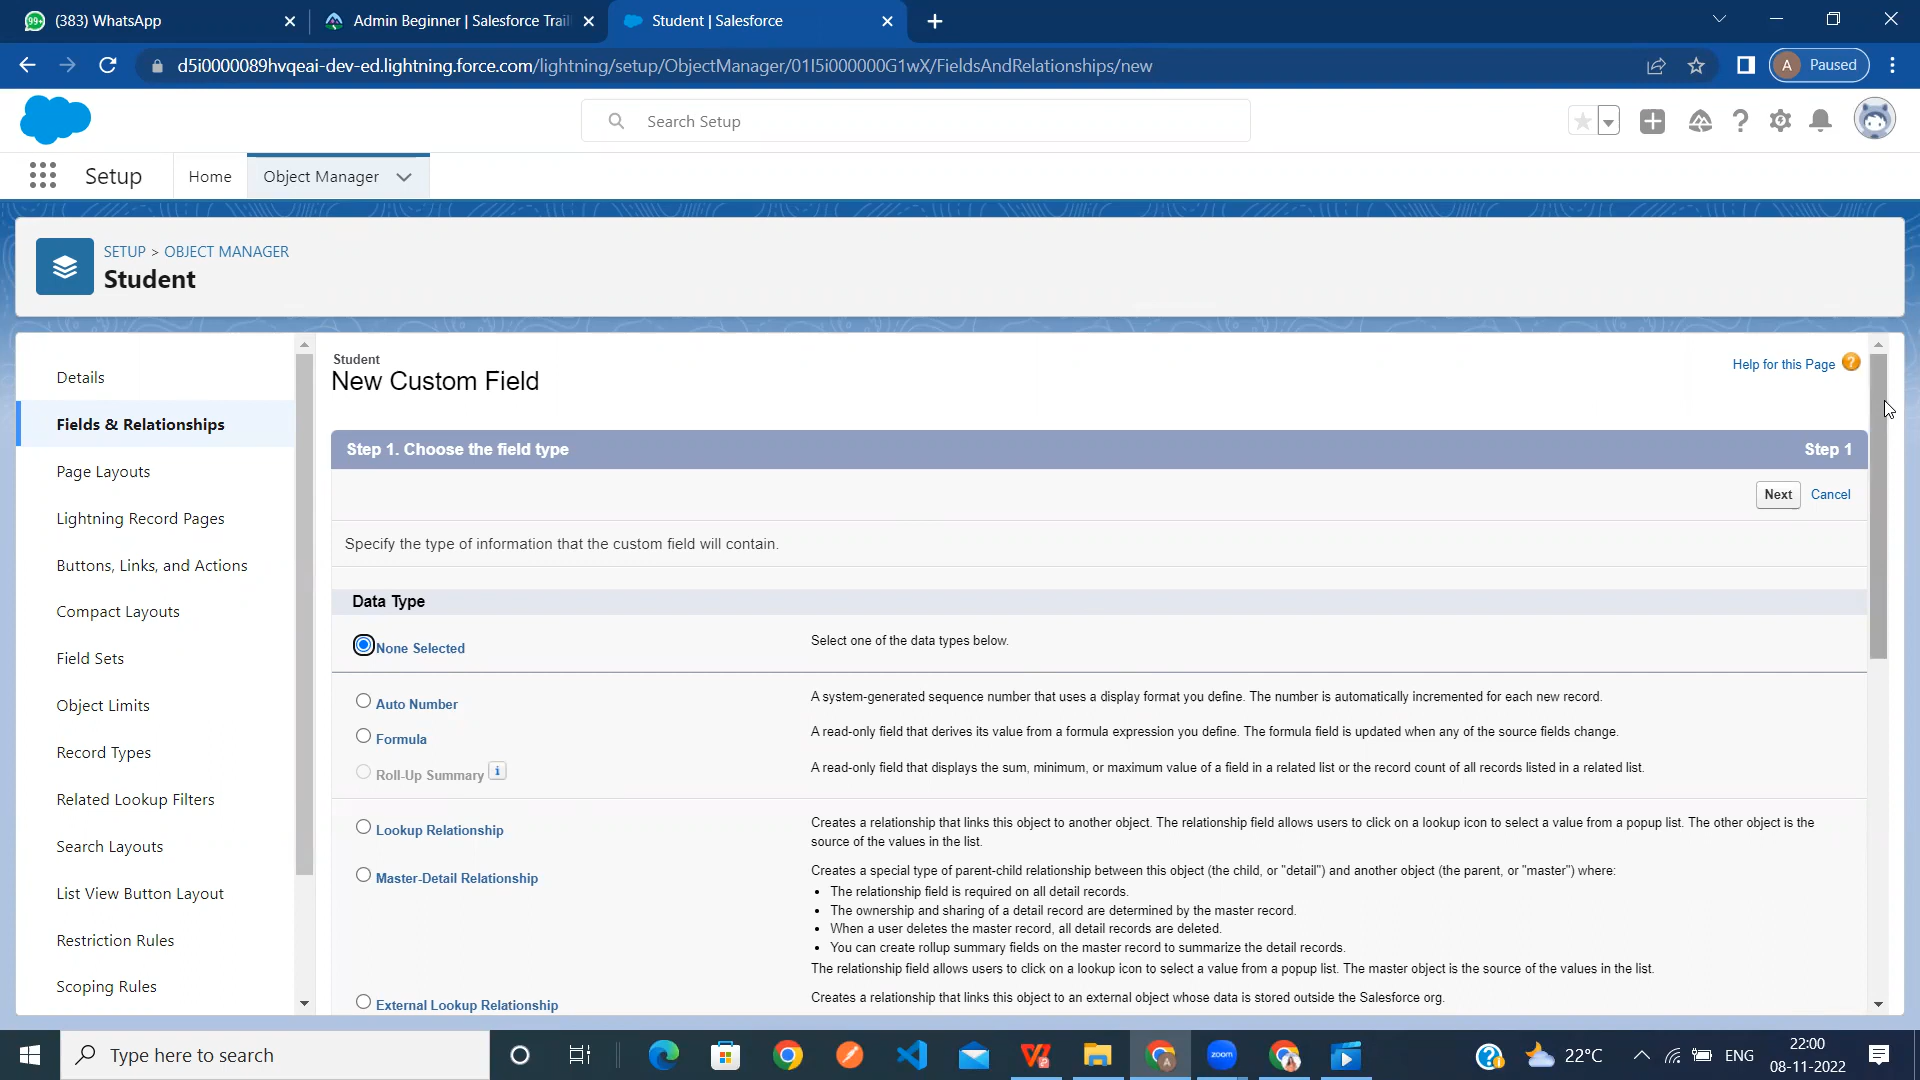 99+ (383) WhatsApp
Admin Beginner | Salesforce Trail
Student | Salesforce
d5i0000089hvqeai-dev-ed.lightning.force.com/lightning/setup/ObjectManager/01I5i000000G1wX/FieldsAndRelationships/new
A Paused
Search Setup
Setup
Home
Object Manager
SETUP > OBJECT MANAGER
Student
Details
Fields & Relationships
Page Layouts
Lightning Record Pages
Buttons, Links, and Actions
Compact Layouts
Field Sets
Object Limits
Record Types
Related Lookup Filters
Search Layouts
List View Button Layout
Restriction Rules
Scoping Rules
Student
New Custom Field
Help for this Page ?
Step 1. Choose the field type
Step 1
Next
Cancel
Specify the type of information that the custom field will contain.
Data Type
None Selected
Select one of the data types below.
Auto Number
A system-generated sequence number that uses a display format you define. The number is automatically incremented for each new record.
Formula
A read-only field that derives its value from a formula expression you define. The formula field is updated when any of the source fields change.
Roll-Up Summary i
A read-only field that displays the sum, minimum, or maximum value of a field in a related list or the record count of all records listed in a related list.
Lookup Relationship
Creates a relationship that links this object to another object. The relationship field allows users to click on a lookup icon to select a value from a popup list. The other object is the
source of the values in the list.
Master-Detail Relationship
Creates a special type of parent-child relationship between this object (the child, or "detail") and another object (the parent, or "master") where:
• The relationship field is required on all detail records.
• The ownership and sharing of a detail record are determined by the master record.
• When a user deletes the master record, all detail records are deleted.
• You can create rollup summary fields on the master record to summarize the detail records.
The relationship field allows users to click on a lookup icon to select a value from a popup list. The master object is the source of the values in the list.
External Lookup Relationship
Creates a relationship that links this object to an external object whose data is stored outside the Salesforce org.
Type here to search
zoom
A
22°C
ENG
22:00
08-11-2022